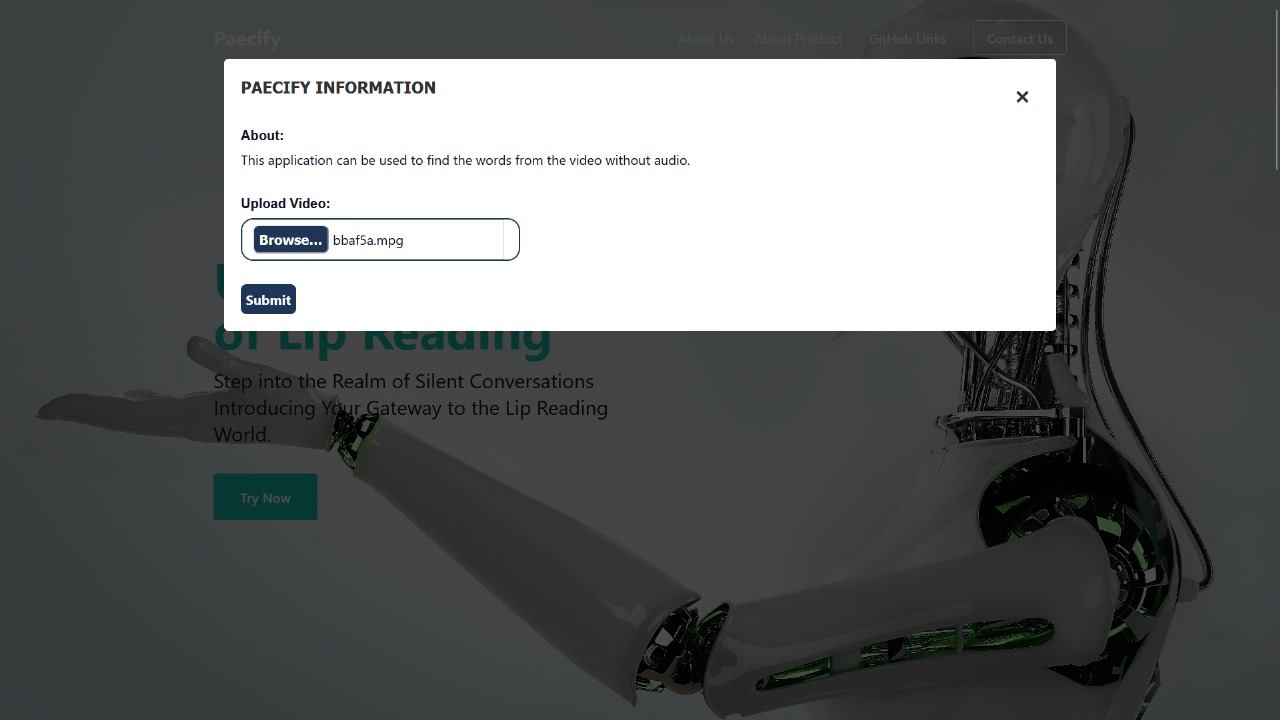 Paecify
About Us
About Product
GitHub Links
Contact Us
PAECIFY INFORMATION
×
About:
This application can be used to find the words from the video without audio.
Upload Video:
Browse... bbaf5a.mpg
Submit
of Lip Reading
Step into the Realm of Silent Conversations
Introducing Your Gateway to the Lip Reading
World.
Try Now